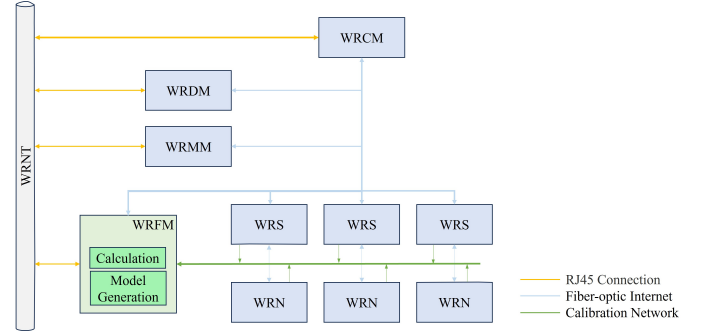 WRCM
WRDM
WRMM
WRNT
WRFM
WRS
WRS
WRS
Calculation
Model
Generation
WRN
WRN
WRN
RJ45 Connection
Fiber-optic Internet
Calibration Network